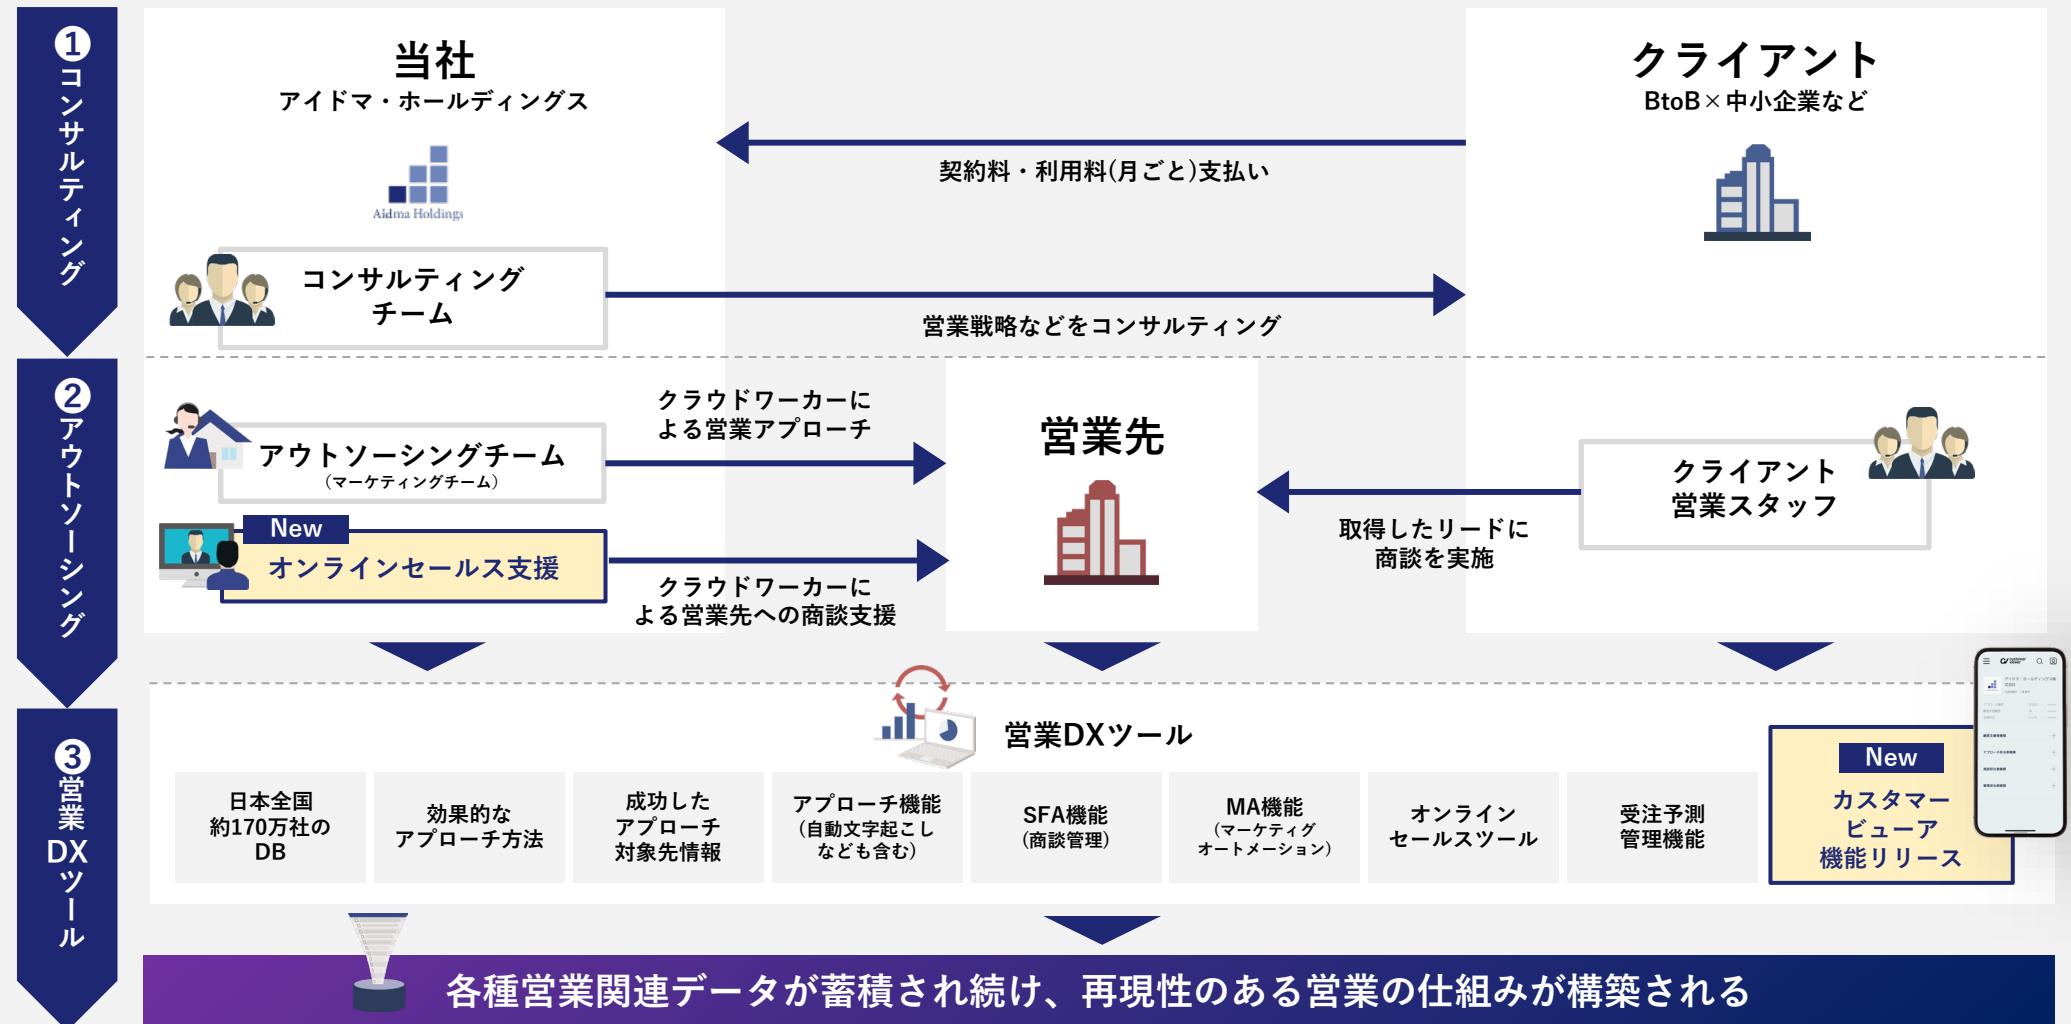 ❶コンサルティング
当社
アイドマ・ホールディングス
Aidma Holdings
クライアント
BtoB×中小企業など
契約料・利用料(月ごと)支払い
コンサルティング
チーム
営業戦略などをコンサルティング
❷アウトソーシング
アウトソーシングチーム
（マーケティングチーム）
クラウドワーカーに
よる営業アプローチ
New
オンラインセールス支援
クラウドワーカーに
よる営業先への商談支援
営業先
クライアント
営業スタッフ
取得したリードに
商談を実施
❸営業DXツール
営業DXツール
日本全国
約170万社の
DB
効果的な
アプローチ方法
成功した
アプローチ
対象先情報
アプローチ機能
(自動文字起こし
なども含む)
SFA機能
(商談管理)
MA機能
（マーケティグ
オートメーション）
オンライン
セールスツール
受注予測
管理機能
New
カスタマー
ビューア
機能リリース
各種営業関連データが蓄積され続け、再現性のある営業の仕組みが構築される